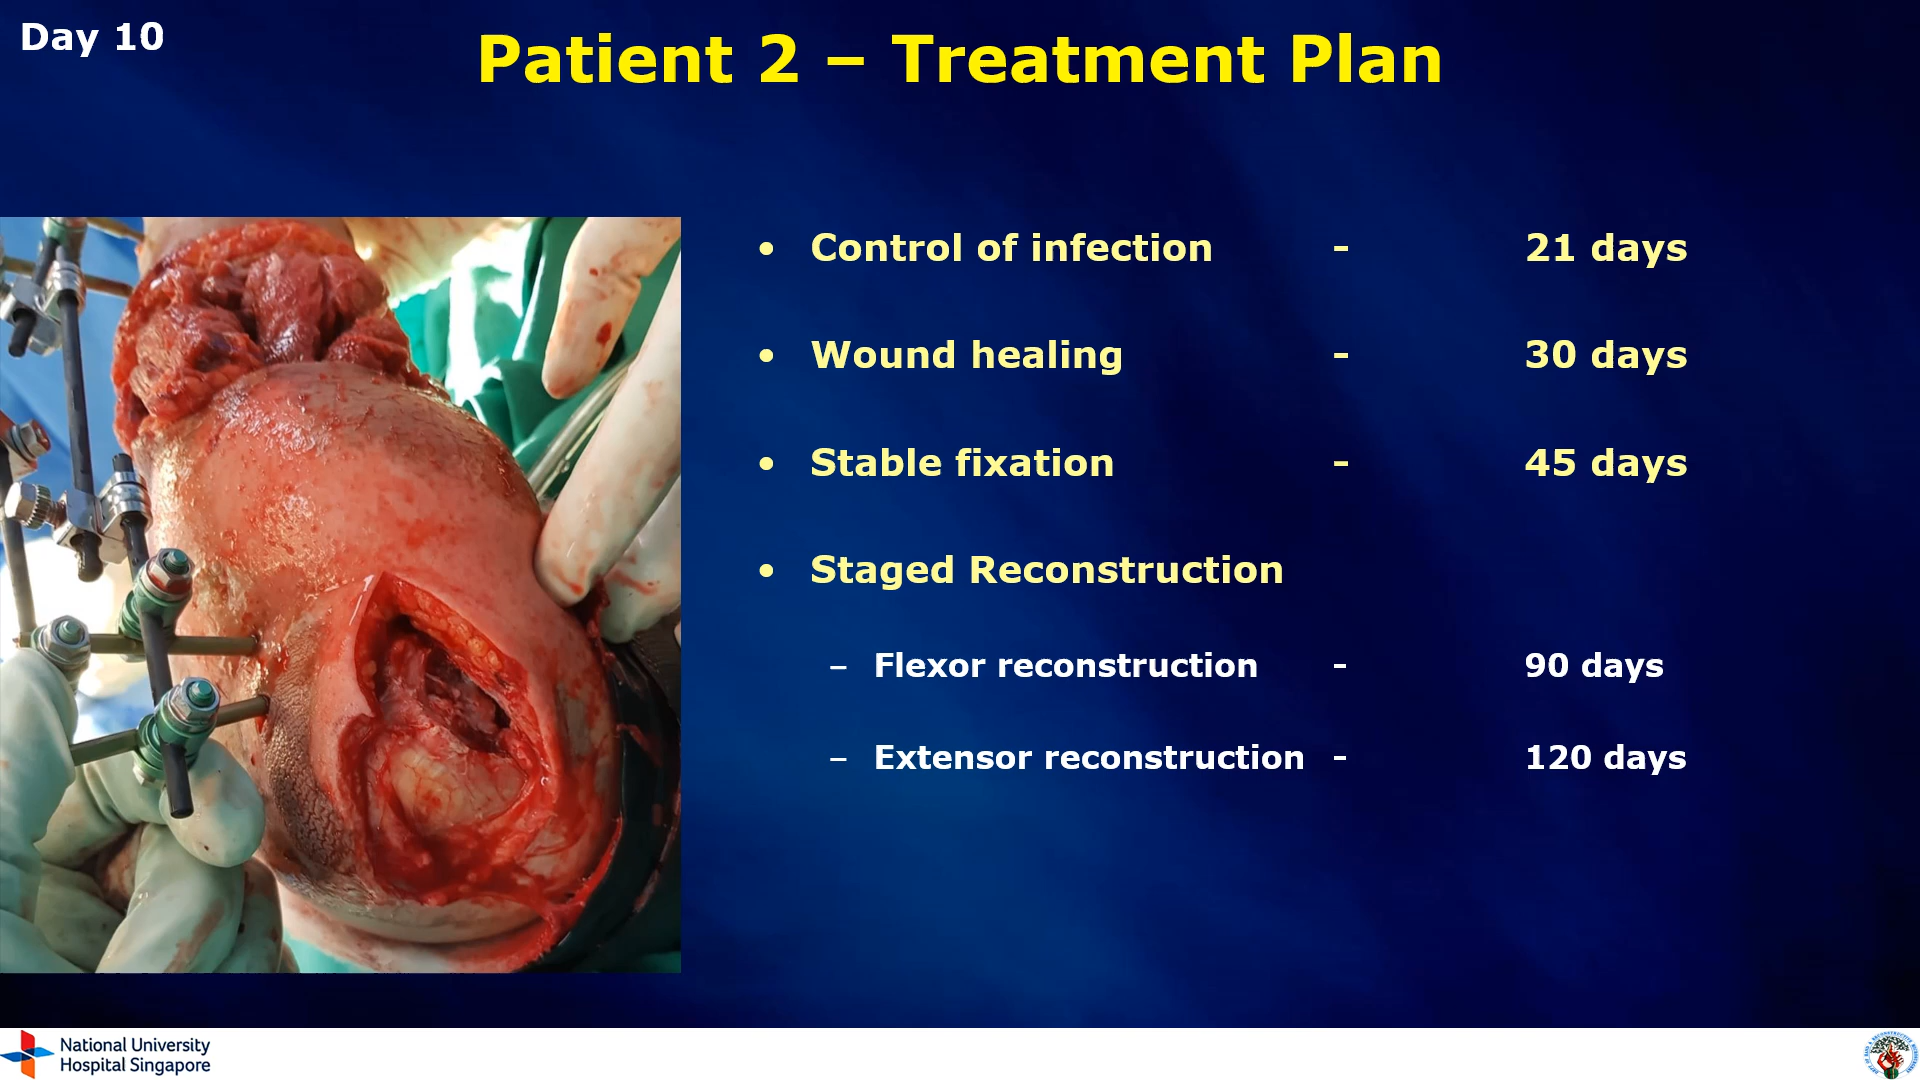 Day 10
Patient 2 – Treatment Plan
• Control of infection - 21 days
• Wound healing - 30 days
• Stable fixation - 45 days
• Staged Reconstruction
– Flexor reconstruction - 90 days
– Extensor reconstruction - 120 days
National University
Hospital Singapore